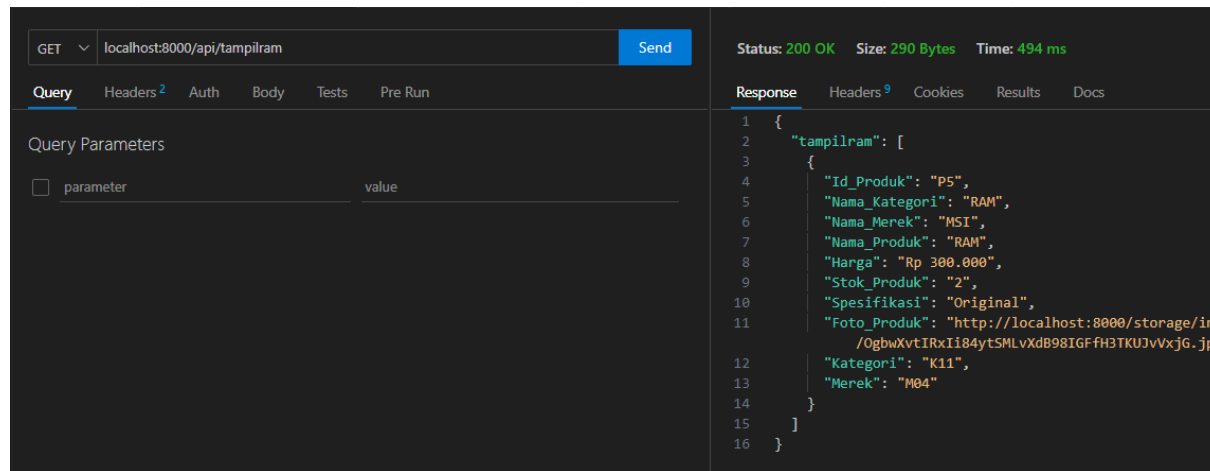 GET localhost:8000/api/tampilram Send
Query Headers 2 Auth Body Tests Pre Run
Query Parameters
parameter value
Status: 200 OK Size: 290 Bytes Time: 494 ms
Response Headers 9 Cookies Results Docs
1 {
2 "tampilram": [
3 {
4 "Id_Produk": "P5",
5 "Nama_Kategori": "RAM",
6 "Nama_Merek": "MSI",
7 "Nama_Produk": "RAM",
8 "Harga": "Rp 300.000",
9 "Stok_Produk": "2",
10 "Spesifikasi": "Original",
11 "Foto_Produk": "http://localhost:8000/storage/
/OgbwXvtIRxIi84ytSMLvXdB98IGFfH3TKUJvVxjG.jp
12 "Kategori": "K11",
13 "Merek": "M04"
14 }
15 ]
16 }